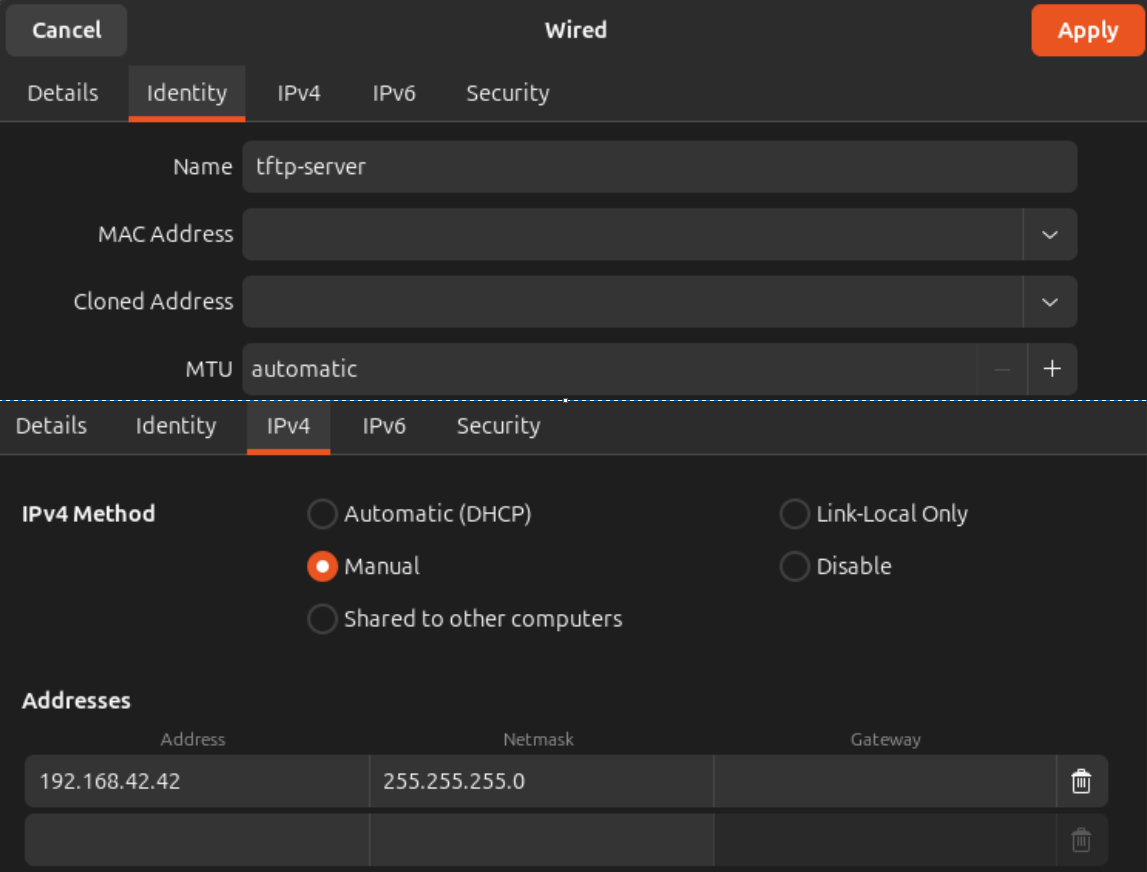 Cancel Wired Apply
Details Identity IPv4 IPv6 Security
Name tftp-server
MAC Address
Cloned Address
MTU automatic
Details Identity IPv4 IPv6 Security
IPv4 Method Automatic (DHCP) Link-Local Only
Manual Disable
Shared to other computers
Addresses
Address Netmask Gateway
192.168.42.42 255.255.255.0